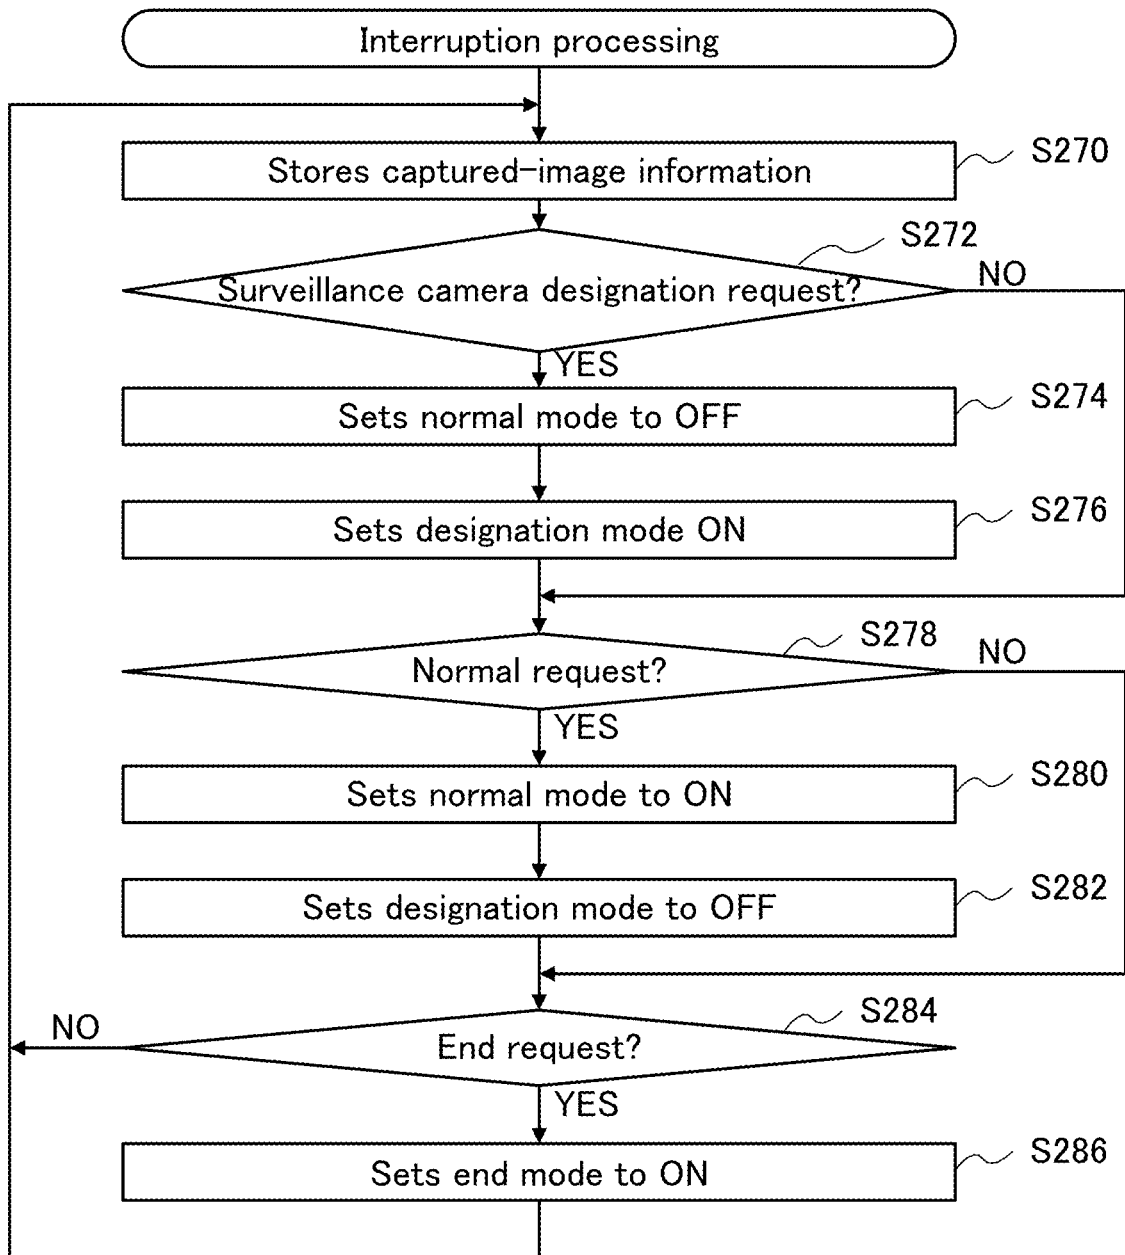 Interruption processing
S270
Stores captured-image information
S272
Surveillance camera designation request?
NO
YES
S274
Sets normal mode to OFF
S276
Sets designation mode ON
S278
Normal request?
NO
YES
S280
Sets normal mode to ON
S282
Sets designation mode to OFF
S284
NO
End request?
YES
S286
Sets end mode to ON